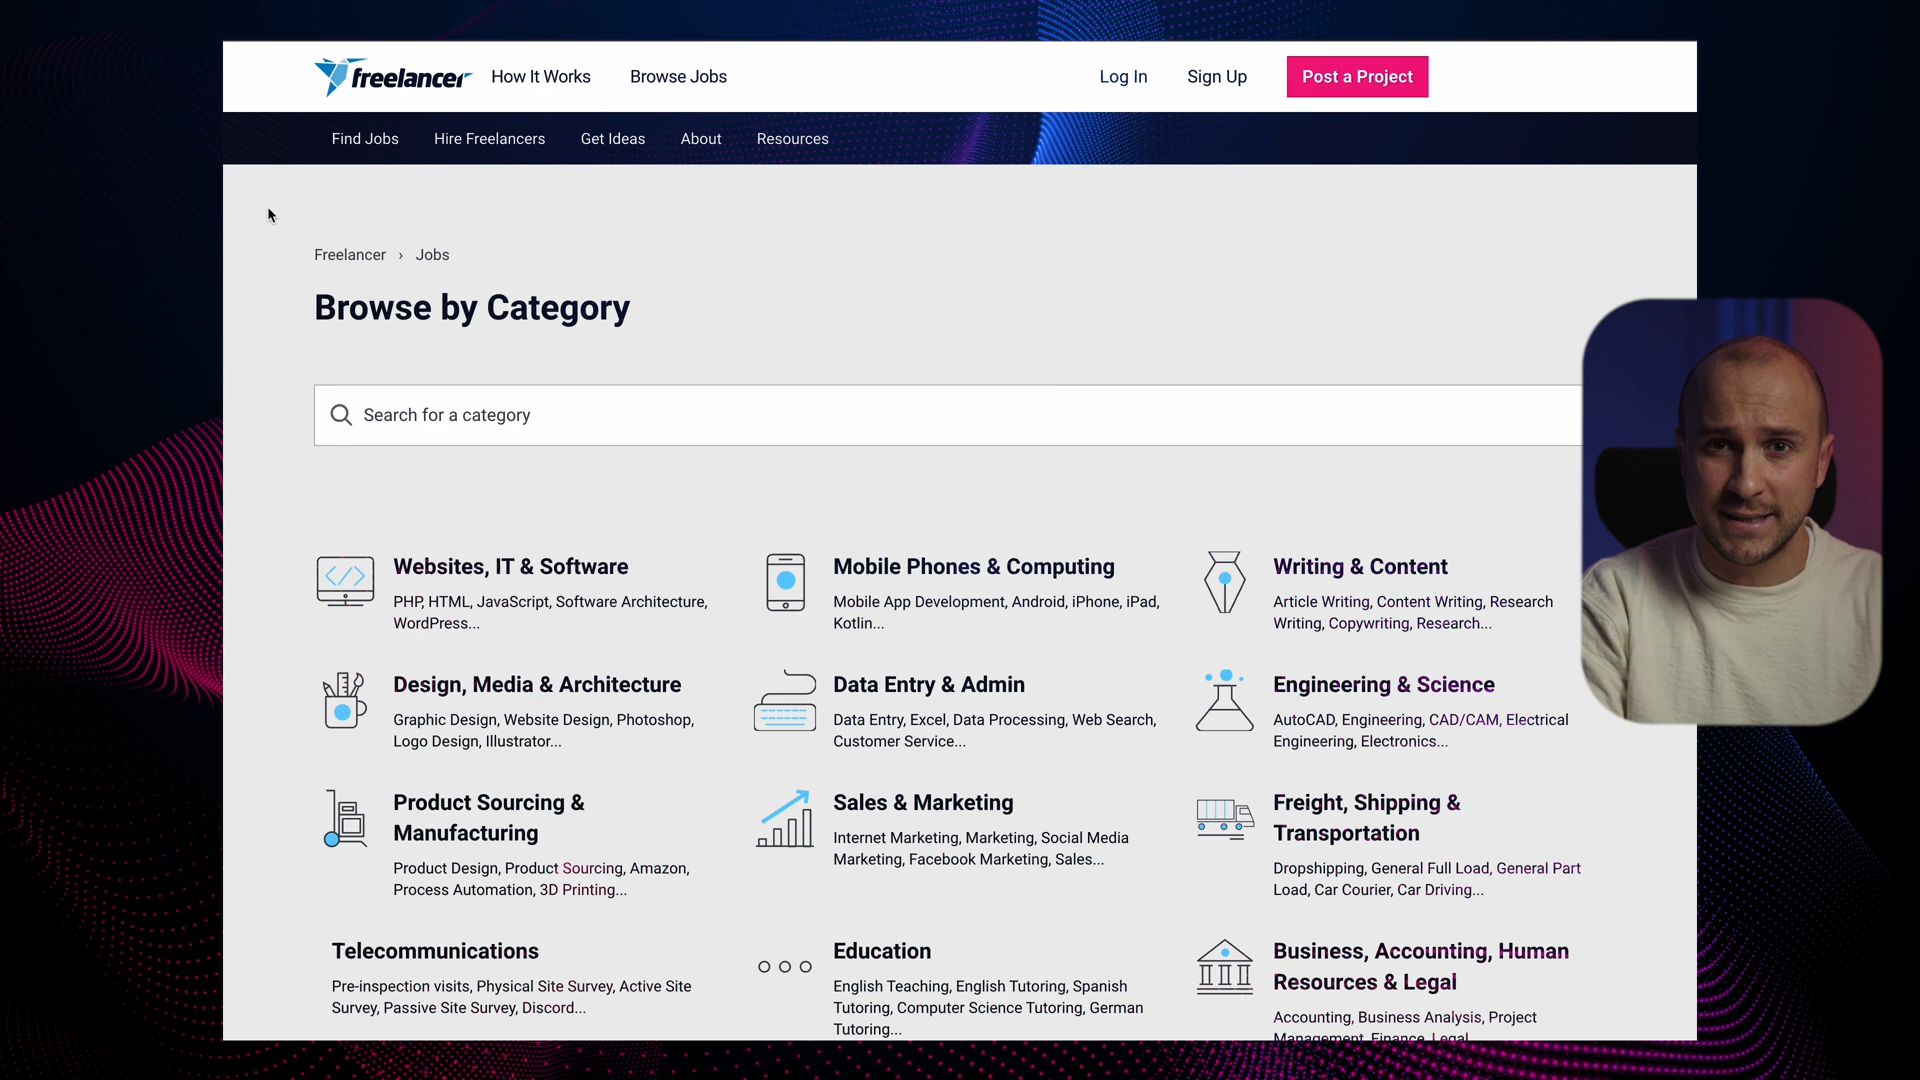 freelancer How It Works Browse Jobs Log In Sign Up Post a Project
Find Jobs Hire Freelancers Get Ideas About Resources
Freelancer › Jobs
Browse by Category
Search for a category
Websites, IT & Software
PHP, HTML, JavaScript, Software Architecture,
WordPress...
Mobile Phones & Computing
Mobile App Development, Android, iPhone, iPad,
Kotlin...
Writing & Content
Article Writing, Content Writing, Research
Writing, Copywriting, Research...
Design, Media & Architecture
Graphic Design, Website Design, Photoshop,
Logo Design, Illustrator...
Data Entry & Admin
Data Entry, Excel, Data Processing, Web Search,
Customer Service...
Engineering & Science
AutoCAD, Engineering, CAD/CAM, Electrical
Engineering, Electronics...
Product Sourcing &
Manufacturing
Product Design, Product Sourcing, Amazon,
Process Automation, 3D Printing...
Sales & Marketing
Internet Marketing, Marketing, Social Media
Marketing, Facebook Marketing, Sales...
Freight, Shipping &
Transportation
Dropshipping, General Full Load, General Part
Load, Car Courier, Car Driving...
Telecommunications
Pre-inspection visits, Physical Site Survey, Active Site
Survey, Passive Site Survey, Discord...
Education
English Teaching, English Tutoring, Spanish
Tutoring, Computer Science Tutoring, German
Tutoring...
Business, Accounting, Human
Resources & Legal
Accounting, Business Analysis, Project
Management, Finance, Legal...